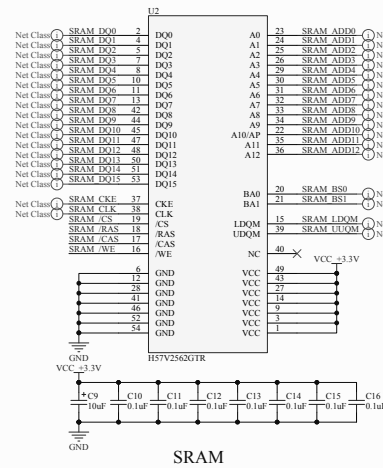 U2
Net Class i SRAM_DQ0 2 DQ0 A0 23 SRAM_ADD0 i N
Net Class i SRAM_DQ1 4 DQ1 A1 24 SRAM_ADD1 i N
Net Class i SRAM_DQ2 5 DQ2 A2 25 SRAM_ADD2 i N
Net Class i SRAM_DQ3 7 DQ3 A3 26 SRAM_ADD3 i N
Net Class i SRAM_DQ4 8 DQ4 A4 29 SRAM_ADD4 i N
Net Class i SRAM_DQ5 10 DQ5 A5 30 SRAM_ADD5 i N
Net Class i SRAM_DQ6 11 DQ6 A6 31 SRAM_ADD6 i N
Net Class i SRAM_DQ7 13 DQ7 A7 32 SRAM_ADD7 i N
Net Class i SRAM_DQ8 42 DQ8 A8 33 SRAM_ADD8 i N
Net Class i SRAM_DQ9 44 DQ9 A9 34 SRAM_ADD9 i N
Net Class i SRAM_DQ10 45 DQ10 A10/AP 22 SRAM_ADD10 i N
Net Class i SRAM_DQ11 47 DQ11 A11 35 SRAM_ADD11 i N
Net Class i SRAM_DQ12 48 DQ12 A12 36 SRAM_ADD12 i N
Net Class i SRAM_DQ13 50 DQ13
Net Class i SRAM_DQ14 51 DQ14
Net Class i SRAM_DQ15 53 DQ15
BA0 20 SRAM_BS0 i N
Net Class i SRAM_CKE 37 CKE BA1 21 SRAM_BS1 i N
Net Class i SRAM_CLK 38 CLK
SRAM_/CS 19 /CS LDQM 15 SRAM_LDQM i N
SRAM_/RAS 18 /RAS UDQM 39 SRAM_UUQM i N
SRAM_/CAS 17 /CAS
SRAM_/WE 16 /WE NC 40
VCC_+3.3V
6 GND VCC 49
12 GND VCC 43
28 GND VCC 27
41 GND VCC 14
46 GND VCC 9
52 GND VCC 3
54 GND VCC 1
GND H57V2562GTR
VCC_+3.3V
+ C9 C10 C11 C12 C13 C14 C15 C16
10uF 0.1uF 0.1uF 0.1uF 0.1uF 0.1uF 0.1uF 0.1uF
GND
SRAM